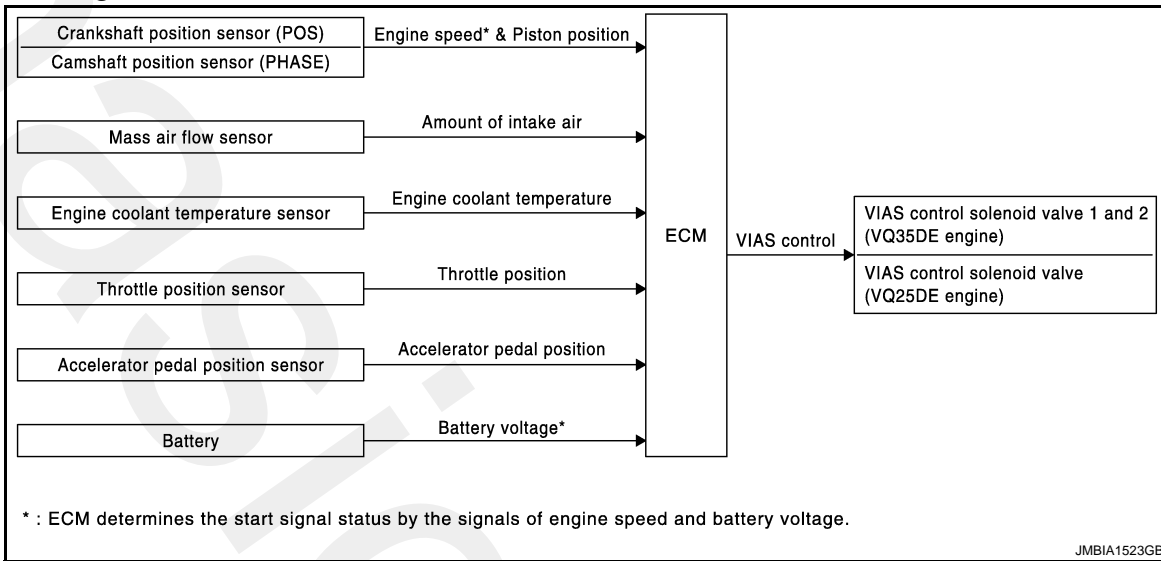 Crankshaft position sensor (POS)
Camshaft position sensor (PHASE)
Engine speed* & Piston position
Mass air flow sensor
Amount of intake air
Engine coolant temperature sensor
Engine coolant temperature
Throttle position sensor
Throttle position
Accelerator pedal position sensor
Accelerator pedal position
Battery
Battery voltage*
ECM
VIAS control
VIAS control solenoid valve 1 and 2
(VQ35DE engine)
VIAS control solenoid valve
(VQ25DE engine)
* : ECM determines the start signal status by the signals of engine speed and battery voltage.
JMBIA1523GB